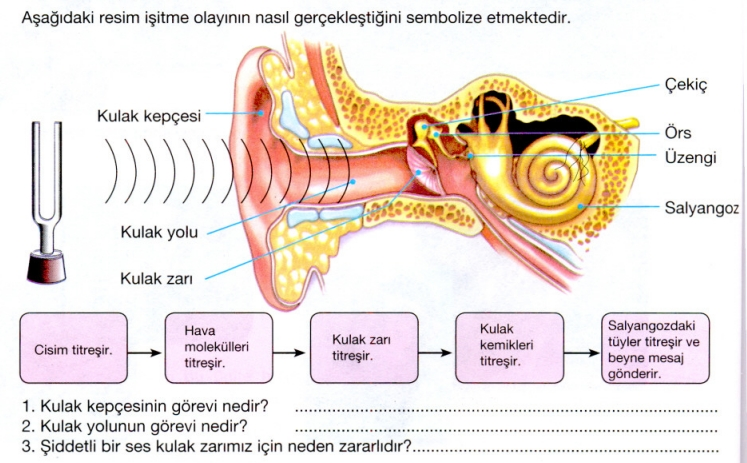 Aşağıdaki resim işitme olayının nasıl gerçekleştiğini sembolize etmektedir.
Kulak kepçesi
Çekiç
Örs
Üzengi
Salyangoz
Kulak yolu
Kulak zarı
Cisim titreşir.
Hava
molekülleri
titreşir.
Kulak zarı
titreşir.
Kulak
kemikleri
titreşir.
Salyangozdaki
tüyler titreşir ve
beyne mesaj
gönderir.
1. Kulak kepçesinin görevi nedir? ..........................................................................
2. Kulak yolunun görevi nedir? ..........................................................................
3. Şiddetli bir ses kulak zarımız için neden zararlıdır?.....................................................